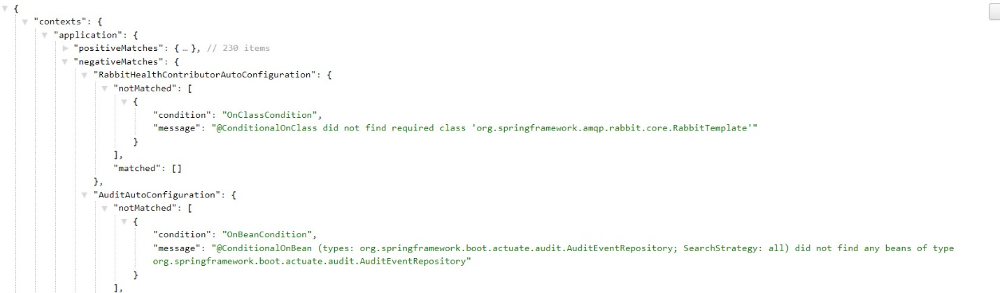 {
"contexts": {
"application": {
"positiveMatches": { … }, // 230 items
"negativeMatches": {
"RabbitHealthContributorAutoConfiguration": {
"notMatched": [
{
"condition": "OnClassCondition",
"message": "@ConditionalOnClass did not find required class 'org.springframework.amqp.rabbit.core.RabbitTemplate'"
}
],
"matched": []
},
"AuditAutoConfiguration": {
"notMatched": [
{
"condition": "OnBeanCondition",
"message": "@ConditionalOnBean (types: org.springframework.boot.actuate.audit.AuditEventRepository; SearchStrategy: all) did not find any beans of type
org.springframework.boot.actuate.audit.AuditEventRepository"
}
],